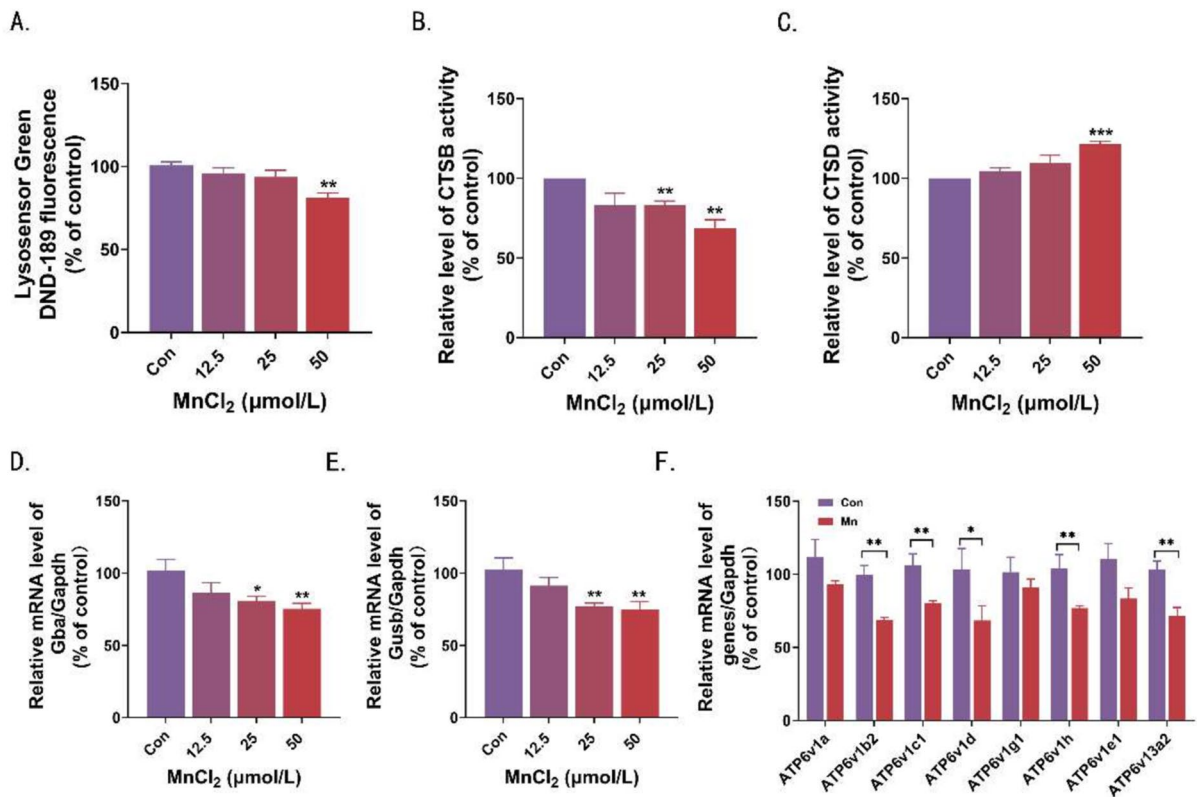 A.
B.
C.
Lysosensor Green
DND-189 fluorescence
(% of control)
150
100
50
0
**
Con
12.5
25
50
MnCl₂ (μmol/L)
Relative level of CTSB activity
(% of control)
150
100
50
0
**
**
Con
12.5
25
50
MnCl₂ (μmol/L)
Relative level of CTSD activity
(% of control)
150
100
50
0
***
Con
12.5
25
50
MnCl₂ (μmol/L)
D.
E.
F.
Relative mRNA level of
Gba/Gapdh
(% of control)
150
100
50
0
*
**
Con
12.5
25
50
MnCl₂ (μmol/L)
Relative mRNA level of
Gusb/Gapdh
(% of control)
150
100
50
0
**
**
Con
12.5
25
50
MnCl₂ (μmol/L)
Relative mRNA level of
genes/Gapdh
(% of control)
150
100
50
0
Con
Mn
**
**
*
**
**
ATP6v1a
ATP6v1b2
ATP6v1c1
ATP6v1d
ATP6v1g1
ATP6v1h
ATP6v1e1
ATP6v13a2